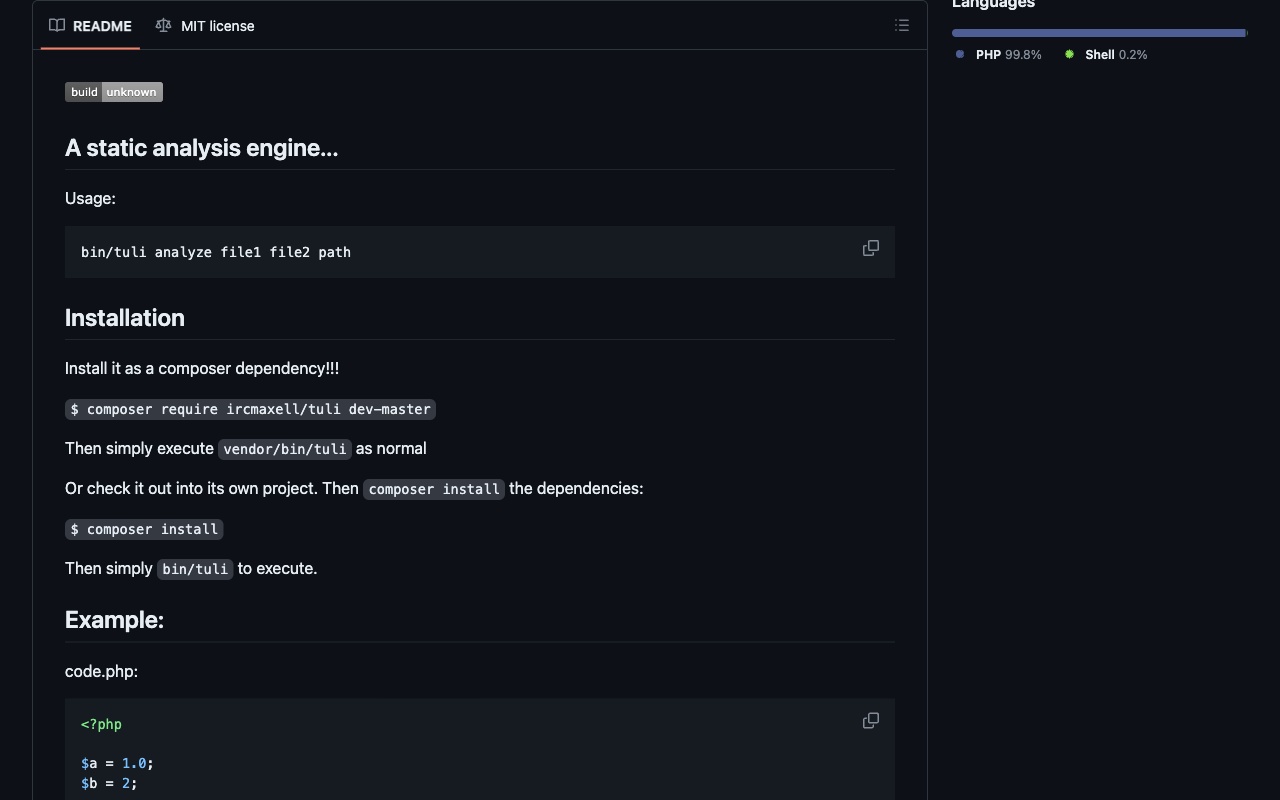 Languages
README MIT license
PHP 99.8% Shell 0.2%
build unknown
A static analysis engine...
Usage:
bin/tuli analyze file1 file2 path
Installation
Install it as a composer dependency!!!
$ composer require ircmaxell/tuli dev-master
Then simply execute vendor/bin/tuli as normal
Or check it out into its own project. Then composer install the dependencies:
$ composer install
Then simply bin/tuli to execute.
Example:
code.php:
<?php
$a = 1.0;
$b = 2;